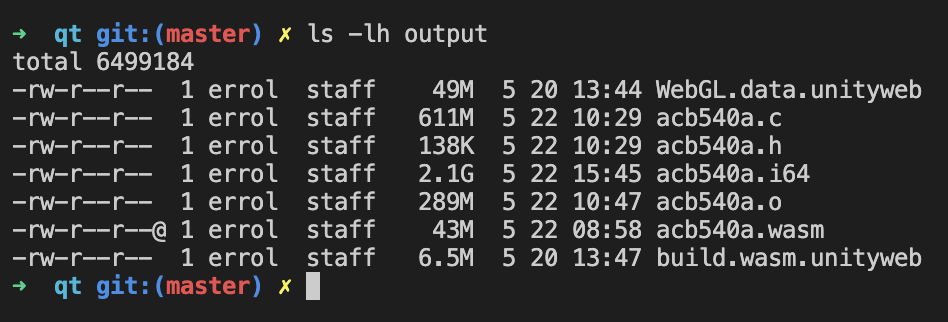 ➜  qt git:(master) ✗ ls -lh output
total 6499184
-rw-r--r--  1 errol  staff    49M  5 20 13:44 WebGL.data.unityweb
-rw-r--r--  1 errol  staff   611M  5 22 10:29 acb540a.c
-rw-r--r--  1 errol  staff   138K  5 22 10:29 acb540a.h
-rw-r--r--  1 errol  staff   2.1G  5 22 15:45 acb540a.i64
-rw-r--r--  1 errol  staff   289M  5 22 10:47 acb540a.o
-rw-r--r--@ 1 errol  staff    43M  5 22 08:58 acb540a.wasm
-rw-r--r--  1 errol  staff   6.5M  5 20 13:47 build.wasm.unityweb
➜  qt git:(master) ✗